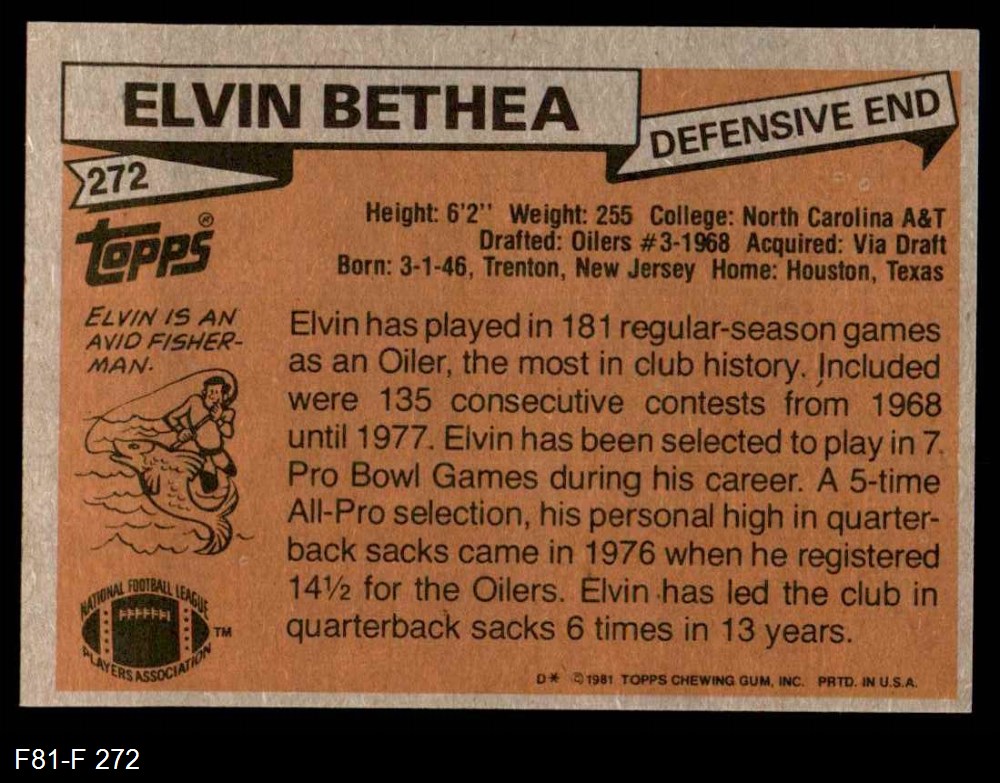 ELVIN BETHEA
DEFENSIVE END
272
TOPPS®
Height: 6'2" Weight: 255 College: North Carolina A&T
Drafted: Oilers #3-1968 Acquired: Via Draft
Born: 3-1-46, Trenton, New Jersey Home: Houston, Texas
ELVIN IS AN
AVID FISHER-
MAN.
Elvin has played in 181 regular-season games
as an Oiler, the most in club history. Included
were 135 consecutive contests from 1968
until 1977. Elvin has been selected to play in 7
Pro Bowl Games during his career. A 5-time
All-Pro selection, his personal high in quarter-
back sacks came in 1976 when he registered
14½ for the Oilers. Elvin has led the club in
quarterback sacks 6 times in 13 years.
NATIONAL FOOTBALL LEAGUE
PLAYERS ASSOCIATION
TM
D* ©1981 TOPPS CHEWING GUM, INC. PRTD. IN U.S.A.
F81-F 272